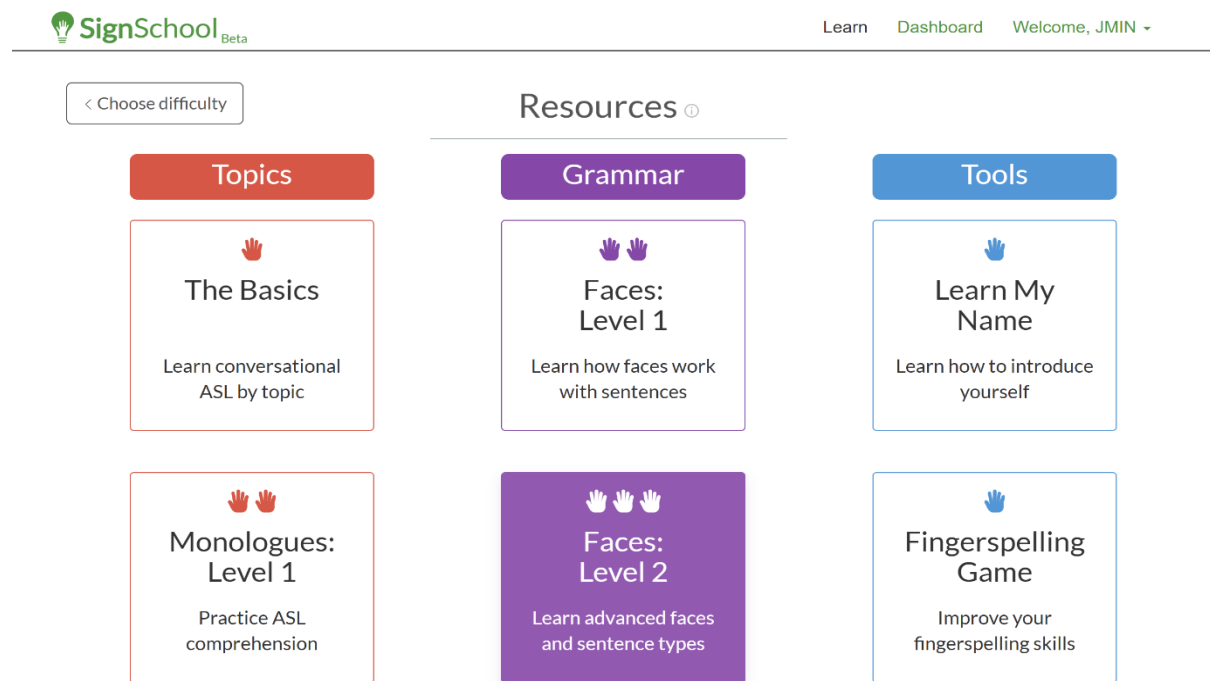 SignSchool Beta
Learn Dashboard Welcome, JMIN
< Choose difficulty
Resources
Topics
Grammar
Tools
The Basics
Learn conversational
ASL by topic
Faces:
Level 1
Learn how faces work
with sentences
Learn My
Name
Learn how to introduce
yourself
Monologues:
Level 1
Practice ASL
comprehension
Faces:
Level 2
Learn advanced faces
and sentence types
Fingerspelling
Game
Improve your
fingerspelling skills